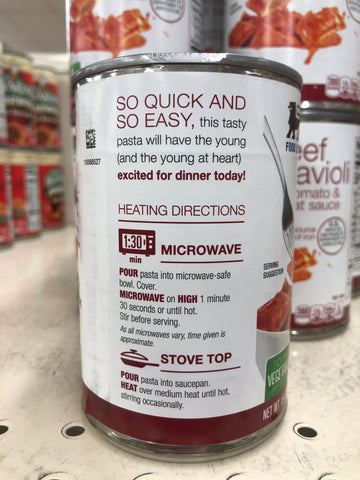 SO QUICK AND
SO EASY, this tasty
pasta will have the young
(and the young at heart)
excited for dinner today!
HEATING DIRECTIONS
1:30
min
MICROWAVE
POUR pasta into microwave-safe
bowl. Cover.
MICROWAVE on HIGH 1 minute
30 seconds or until hot.
Stir before serving.
As all microwaves vary, time given is
approximate.
STOVE TOP
POUR pasta into saucepan.
HEAT over medium heat until hot,
stirring occasionally.
SERVING
SUGGESTION
NET
eef
avioli
omato &
at sauce